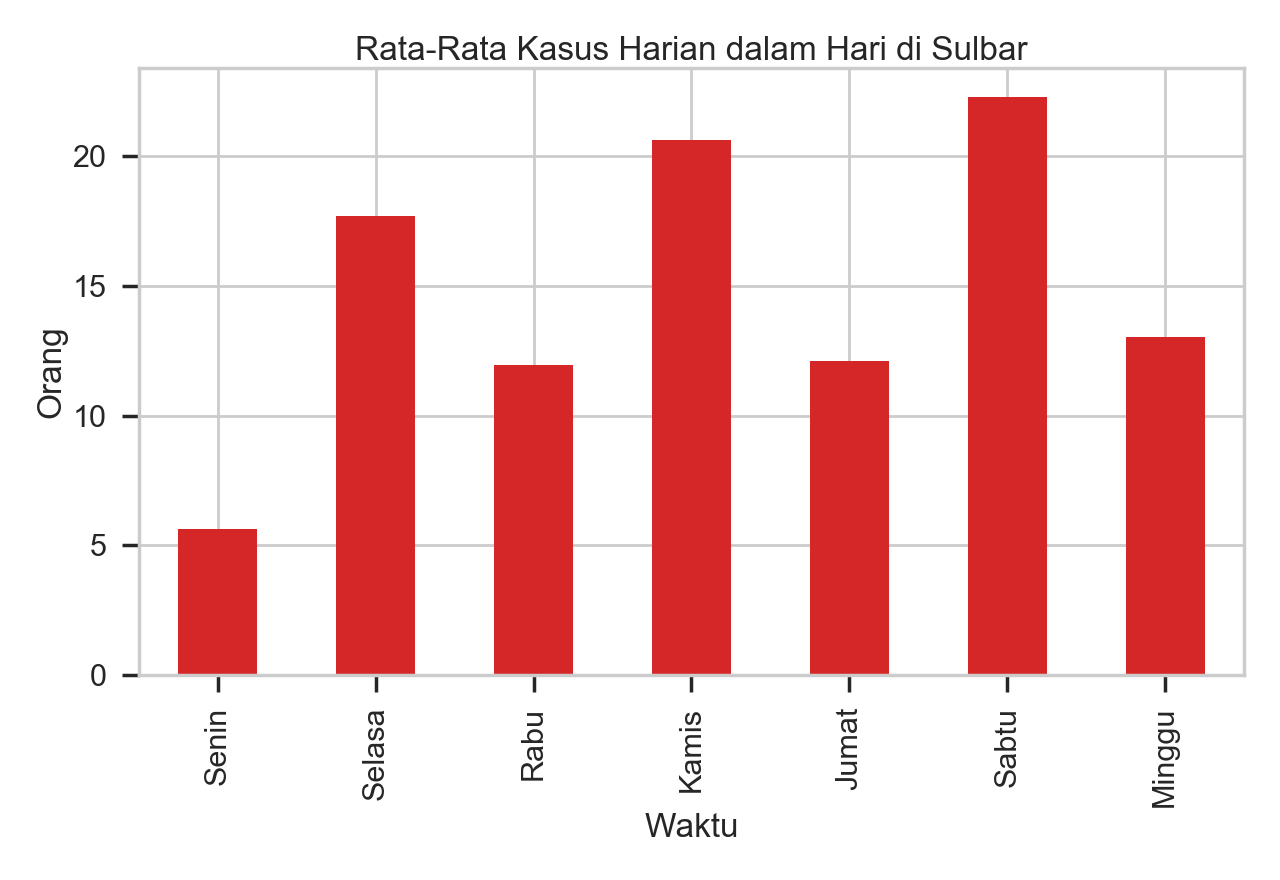 Rata-Rata Kasus Harian dalam Hari di Sulbar
20
15
10
5
0
Orang
Senin
Selasa
Rabu
Kamis
Jumat
Sabtu
Minggu
Waktu